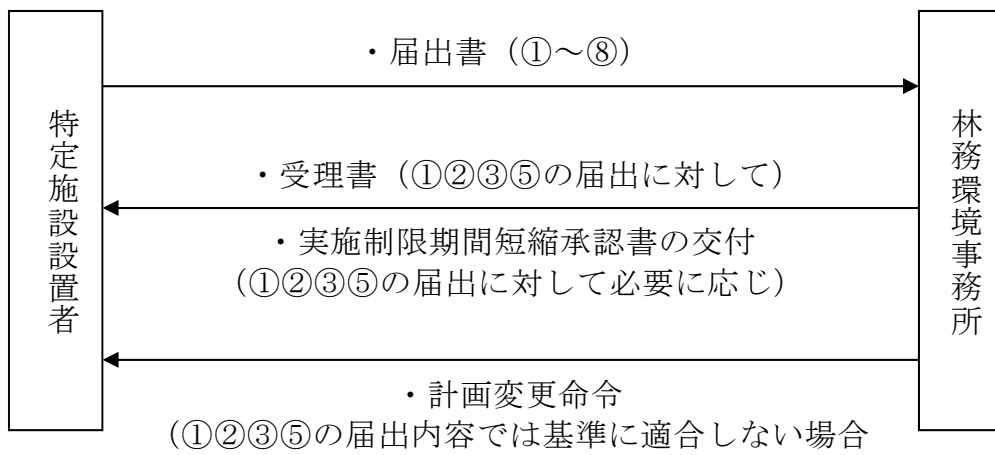 ・届出書（①～⑧）
特定施設設置者
林務環境事務所
・受理書（①②③⑤の届出に対して）
・実施制限期間短縮承認書の交付
（①②③⑤の届出に対して必要に応じ）
・計画変更命令
（①②③⑤の届出内容では基準に適合しない場合